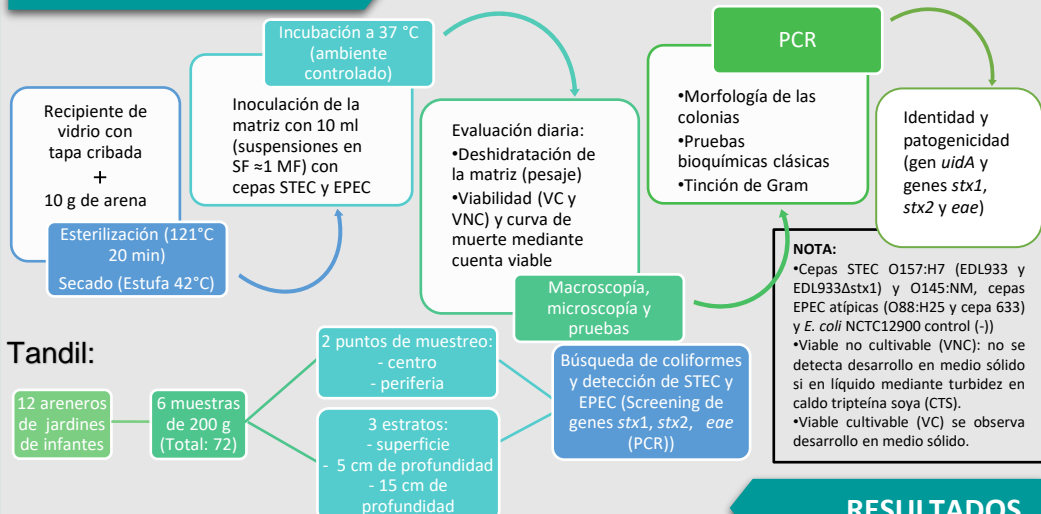 Recipiente de
vidrio con
tapa cribada
+
10 g de arena
Esterilización (121°C
20 min)
Secado (Estufa 42°C)
Incubación a 37 °C
(ambiente
controlado)
Inoculación de la
matriz con 10 ml
(suspensiones en
SF ≈1 MF) con
cepas STEC y EPEC
Evaluación diaria:
•Deshidratación de
la matriz (pesaje)
•Viabilidad (VC y
VNC) y curva de
muerte mediante
cuenta viable
Macroscopía,
microscopía y
pruebas
PCR
•Morfología de las
colonias
•Pruebas
bioquímicas clásicas
•Tinción de Gram
Identidad y
patogenicidad
(gen uidA y
genes stx1,
stx2 y eae)
NOTA:
•Cepas STEC O157:H7 (EDL933 y
EDL933Δstx1) y O145:NM, cepas
EPEC atípicas (O88:H25 y cepa 633)
y E. coli NCTC12900 control (-))
•Viable no cultivable (VNC): no se
detecta desarrollo en medio sólido
si en líquido mediante turbidez en
caldo tripteína soya (CTS).
•Viable cultivable (VC) se observa
desarrollo en medio sólido.
Tandil:
12 areneros
de jardines
de infantes
6 muestras
de 200 g
(Total: 72)
2 puntos de muestreo:
- centro
- periferia
3 estratos:
- superficie
- 5 cm de profundidad
- 15 cm de
profundidad
Búsqueda de coliformes
y detección de STEC y
EPEC (Screening de
genes stx1, stx2, eae
(PCR))
RESULTADOS